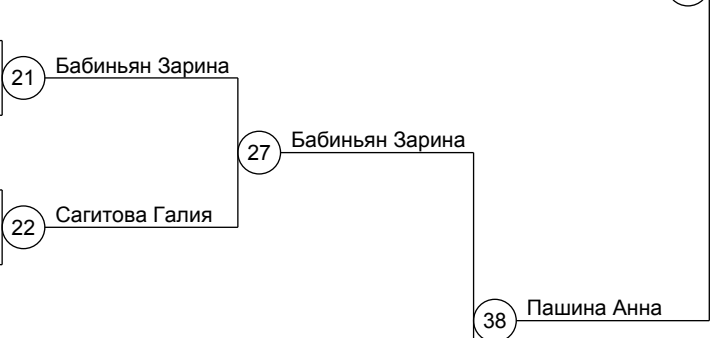 21 Бабиньян Зарина
27 Бабиньян Зарина
22 Сагитова Галия
38 Пашина Анна